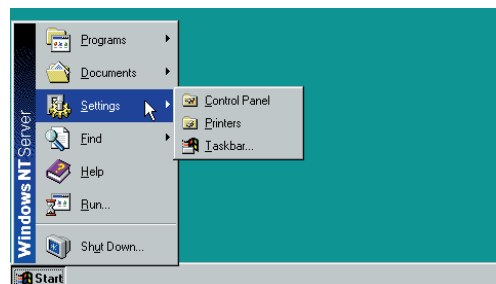 Windows NT Server
Programs
Documents
Settings
Find
Help
Run...
Shut Down...
Control Panel
Printers
Taskbar...
Start